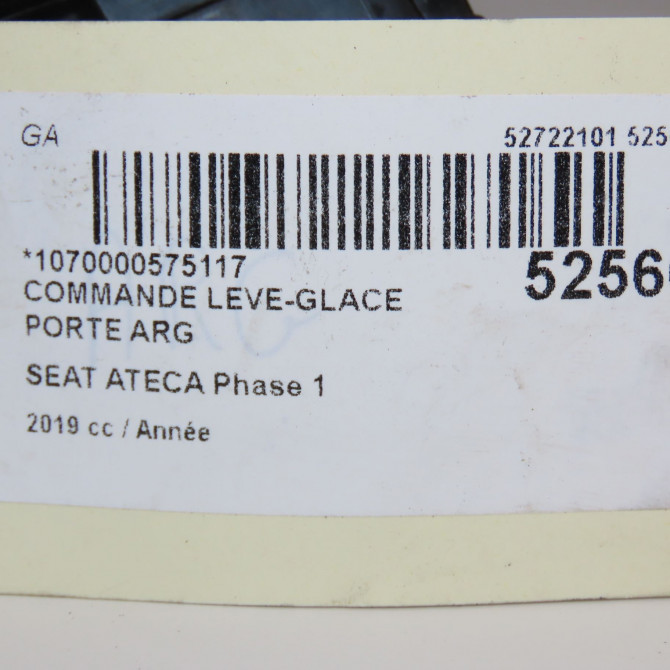 GA
52722101 525
*1070000575117
5256
COMMANDE LEVE-GLACE
PORTE ARG
SEAT ATECA Phase 1
2019 cc / Année